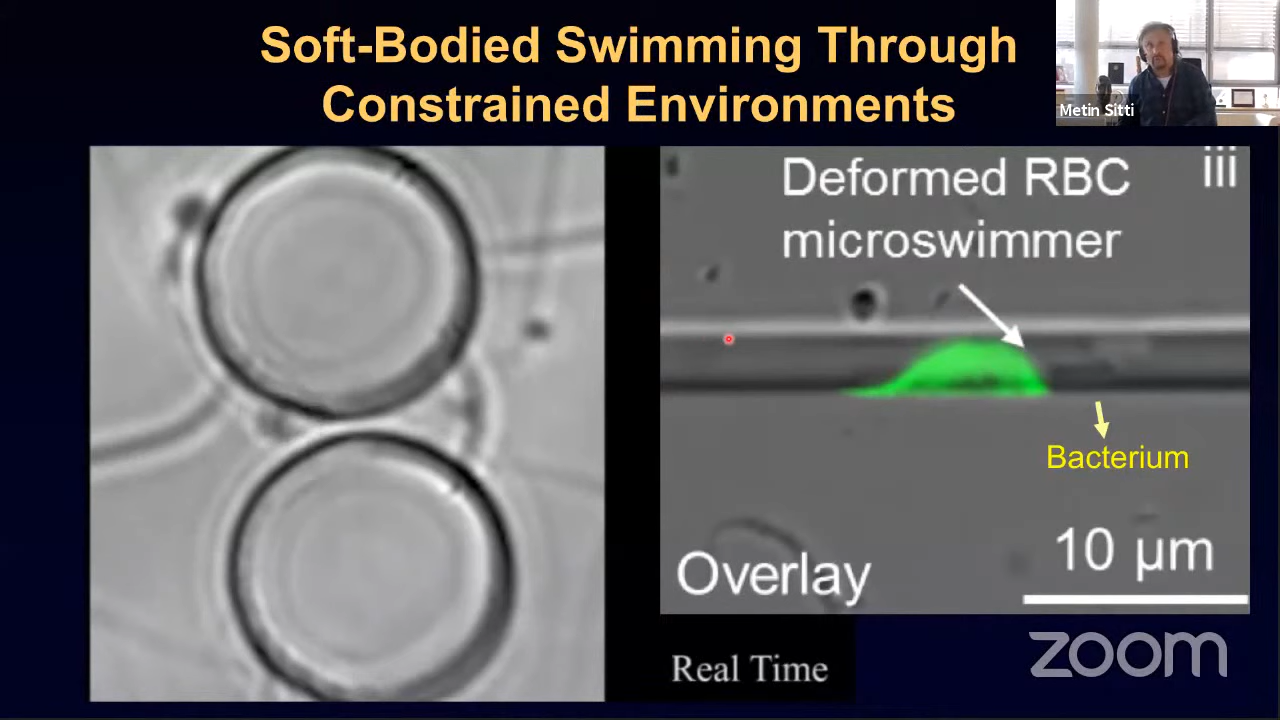 Soft-Bodied Swimming Through
Constrained Environments
Metin Sitti
Deformed RBC
microswimmer
iii
Bacterium
10 μm
Overlay
Real Time
zoom